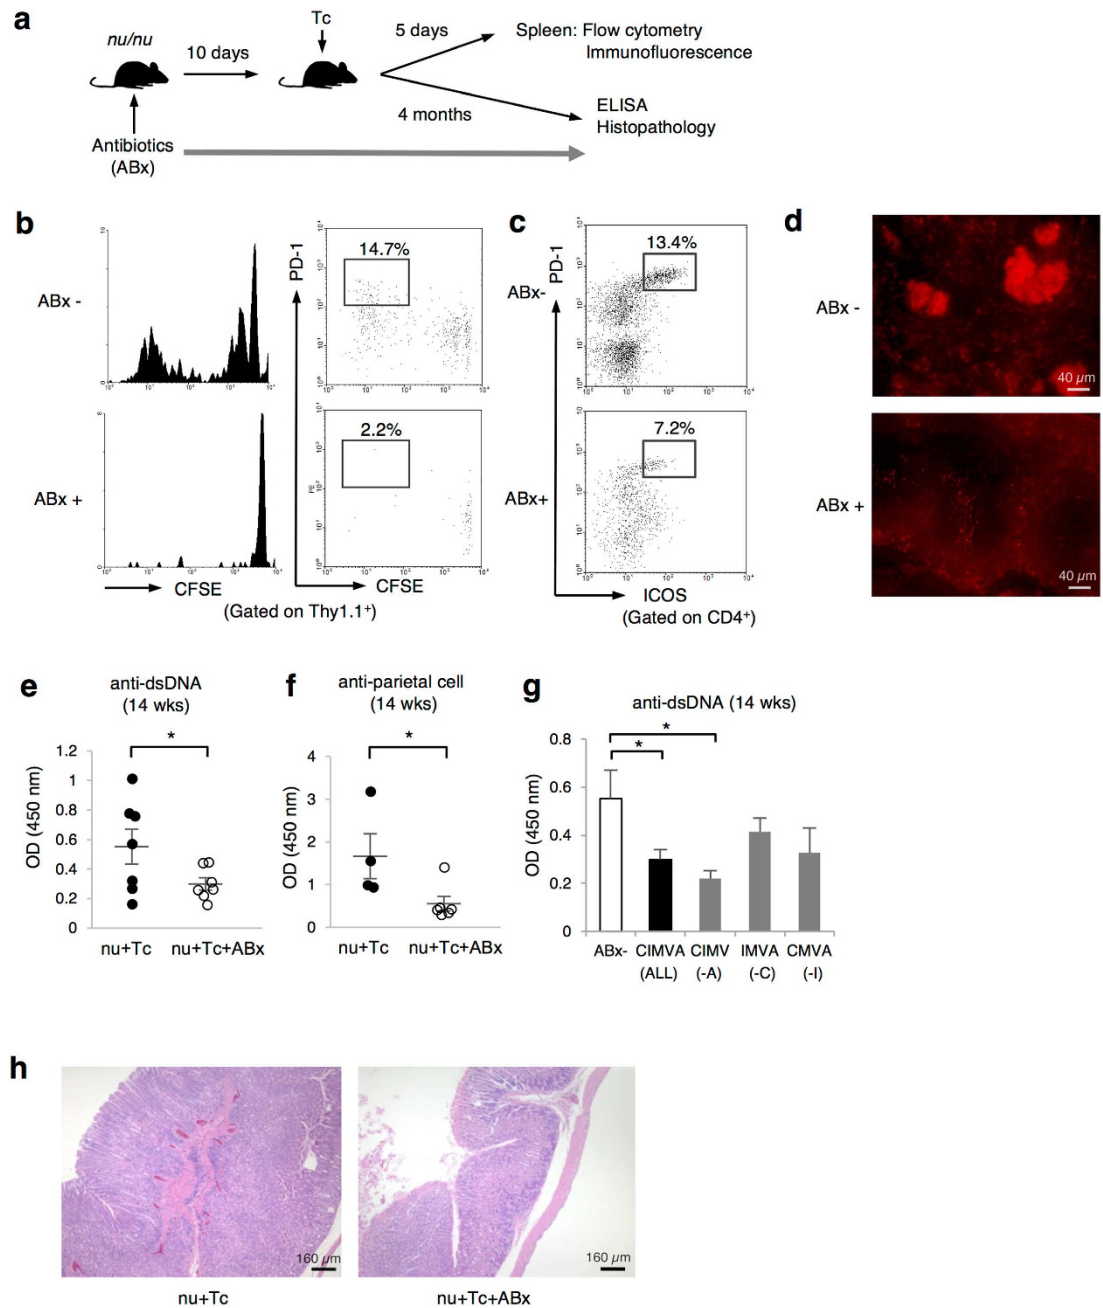 a
nu/nu
10 days
Tc
5 days
Spleen: Flow cytometry
Immunofluorescence
4 months
ELISA
Histopathology
Antibiotics
(ABx)
b
ABx -
14.7%
PD-1
ABx +
2.2%
PE
CFSE
CFSE
(Gated on Thy1.1+)
c
ABx-
PD-1
13.4%
ABx+
7.2%
ICOS
(Gated on CD4+)
d
ABx -
40 µm
ABx +
40 µm
e
anti-dsDNA
(14 wks)
*
OD (450 nm)
1.2
1
0.8
0.6
0.4
0.2
0
nu+Tc
nu+Tc+ABx
f
anti-parietal cell
(14 wks)
*
OD (450 nm)
4
3
2
1
0
nu+Tc
nu+Tc+ABx
g
anti-dsDNA (14 wks)
*
*
OD (450 nm)
0.8
0.6
0.4
0.2
0
ABx- CIMVA CIMV IMVA CMVA
(ALL) (-A) (-C) (-I)
h
160 µm
160 µm
nu+Tc
nu+Tc+ABx